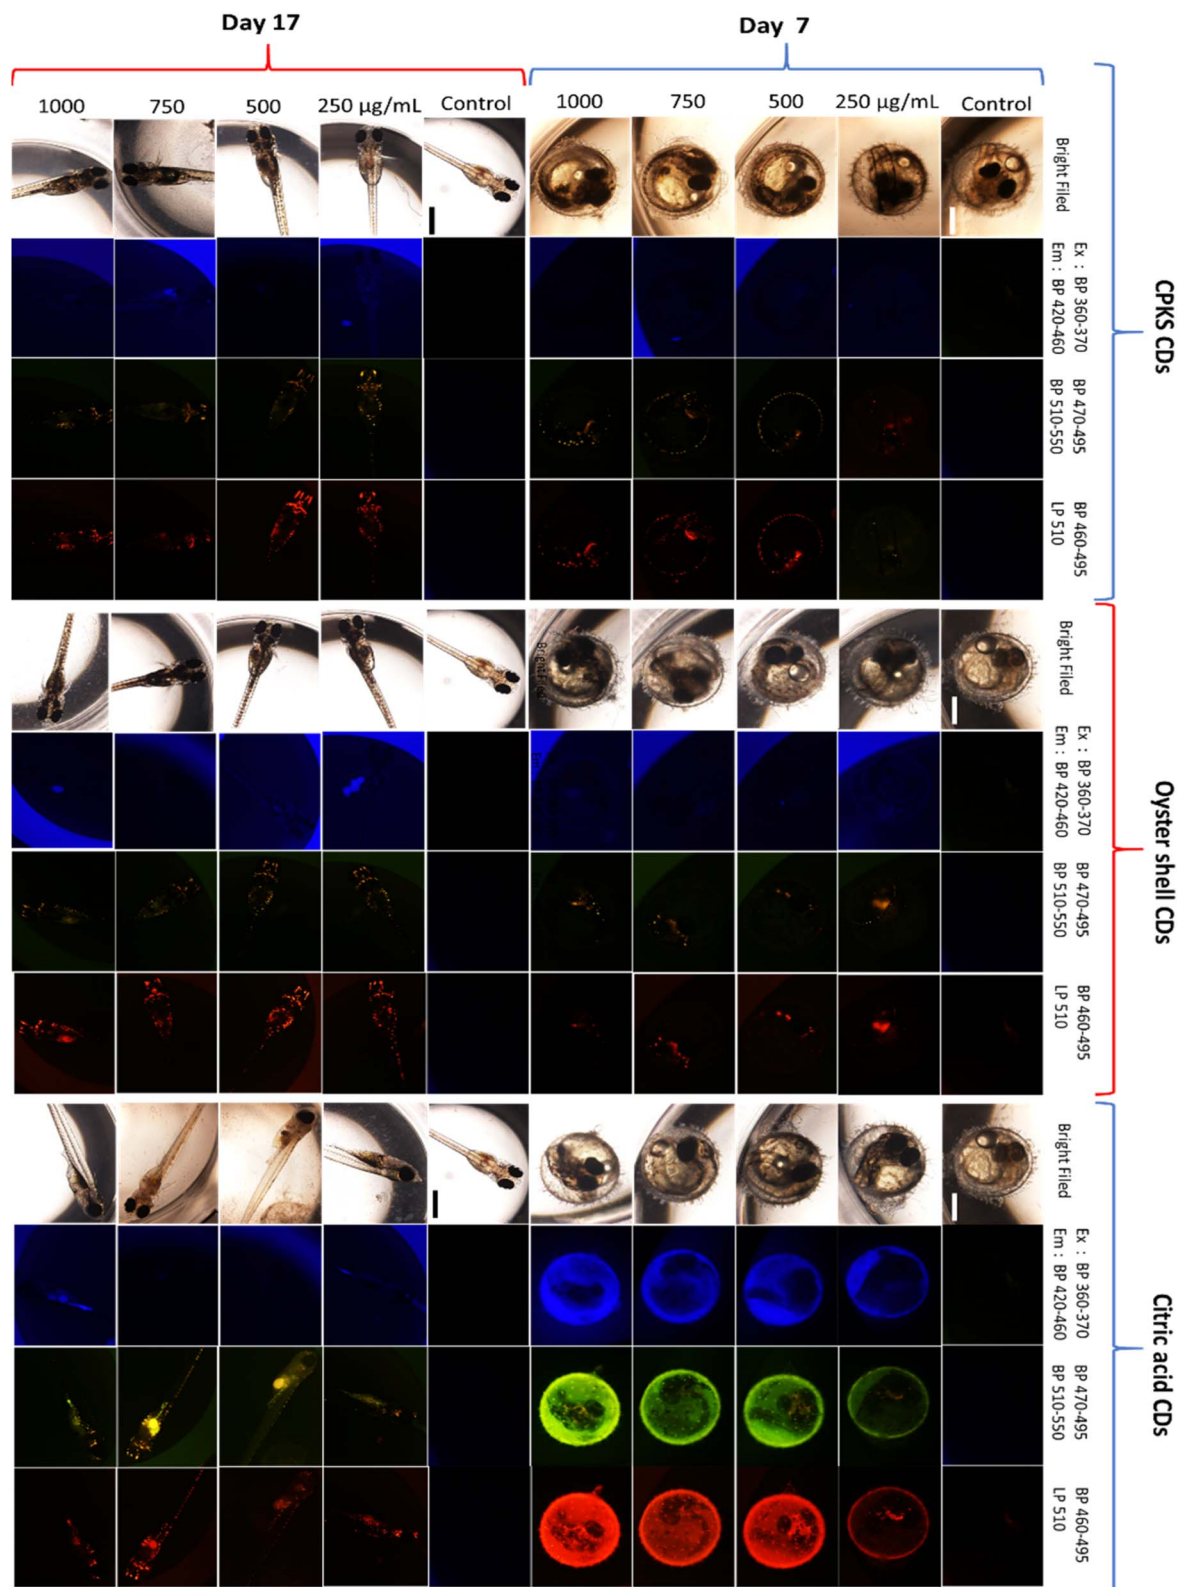 Day 17
Day 7
1000 750 500 250 μg/mL Control
1000 750 500 250 μg/mL Control
CPKS CDs
Bright Filed
Ex : BP 360-370
Em : BP 420-460
BP 470-495
BP 510-550
BP 460-495
LP 510
Oyster shell CDs
Bright Filed
Bright Filed
Ex : BP 360-370
Em : BP 420-460
BP 470-495
BP 510-550
BP 460-495
LP 510
Citric acid CDs
Bright Filed
Ex : BP 360-370
Em : BP 420-460
BP 470-495
BP 510-550
BP 460-495
LP 510